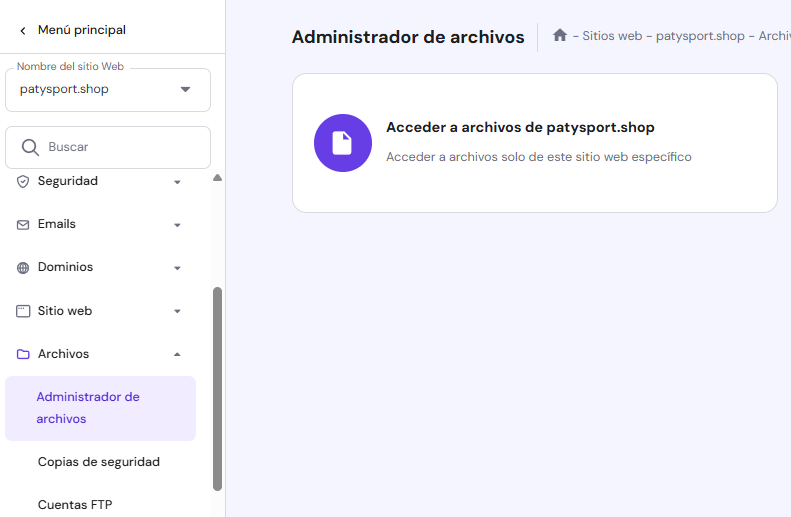 Menú principal
Nombre del sitio Web
patysport.shop
Buscar
Seguridad
Emails
Dominios
Sitio web
Archivos
Administrador de
archivos
Copias de seguridad
Cuentas FTP
Administrador de archivos
- Sitios web - patysport.shop - Archi
Acceder a archivos de patysport.shop
Acceder a archivos solo de este sitio web específico